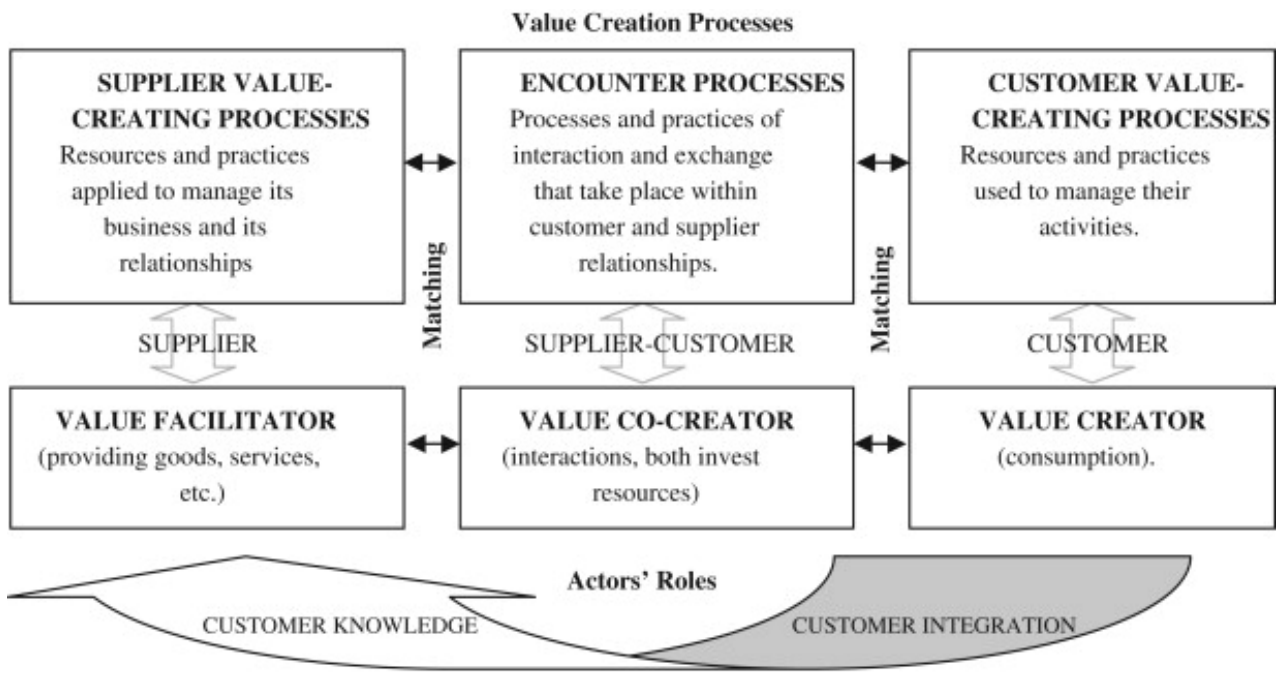 Value Creation Processes
SUPPLIER VALUE-
CREATING PROCESSES
Resources and practices
applied to manage its
business and its
relationships
Matching
ENCOUNTER PROCESSES
Processes and practices of
interaction and exchange
that take place within
customer and supplier
relationships.
Matching
CUSTOMER VALUE-
CREATING PROCESSES
Resources and practices
used to manage their
activities.
SUPPLIER
SUPPLIER-CUSTOMER
CUSTOMER
VALUE FACILITATOR
(providing goods, services,
etc.)
VALUE CO-CREATOR
(interactions, both invest
resources)
VALUE CREATOR
(consumption).
Actors’ Roles
CUSTOMER KNOWLEDGE
CUSTOMER INTEGRATION